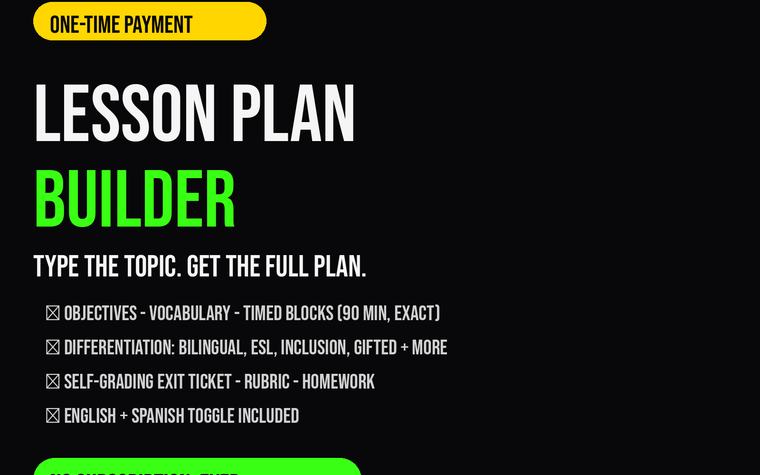 ONE-TIME PAYMENT
LESSON PLAN
BUILDER
TYPE THE TOPIC. GET THE FULL PLAN.
☒ OBJECTIVES - VOCABULARY - TIMED BLOCKS (90 MIN, EXACT)
☒ DIFFERENTIATION: BILINGUAL, ESL, INCLUSION, GIFTED + MORE
☒ SELF-GRADING EXIT TICKET - RUBRIC - HOMEWORK
☒ ENGLISH + SPANISH TOGGLE INCLUDED